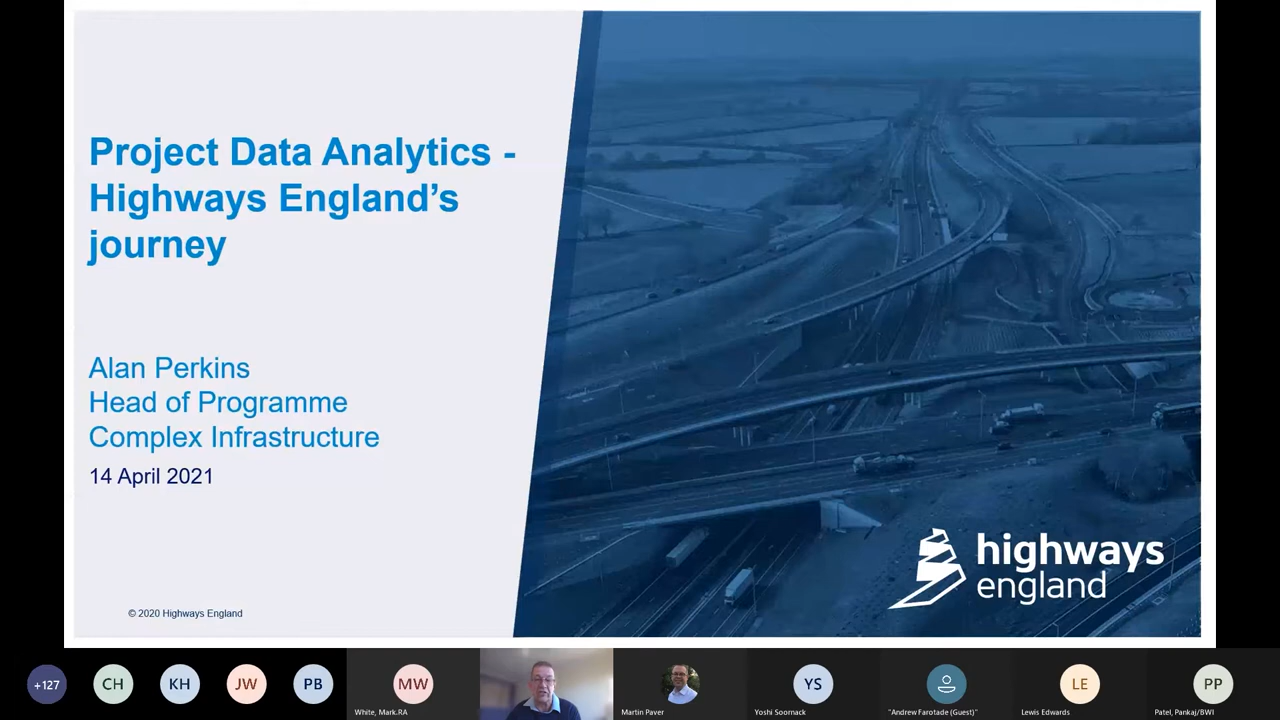 Project Data Analytics -
Highways England's
journey
Alan Perkins
Head of Programme
Complex Infrastructure
14 April 2021
© 2020 Highways England
highways
england
+127
CH
KH
JW
PB
MW
YS
LE
PP
White, Mark.RA
Martin Paver
Yoshi Soornack
"Andrew Farotade (Guest)"
Lewis Edwards
Patel, Pankaj/BWI